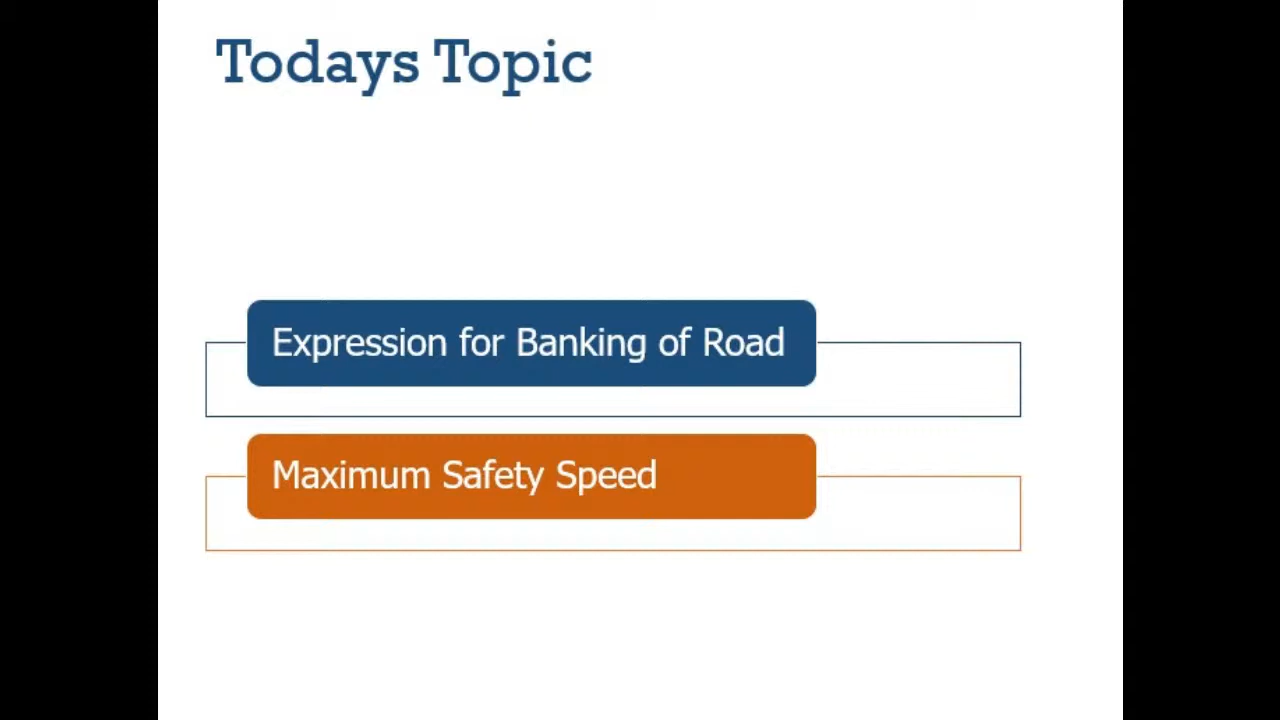 Todays Topic
Expression for Banking of Road
Maximum Safety Speed